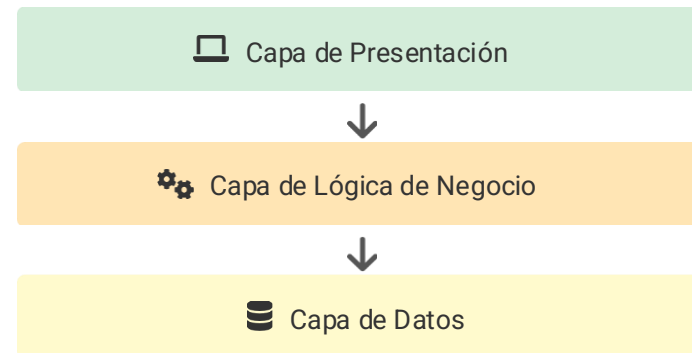 Capa de Presentación
Capa de Lógica de Negocio
Capa de Datos